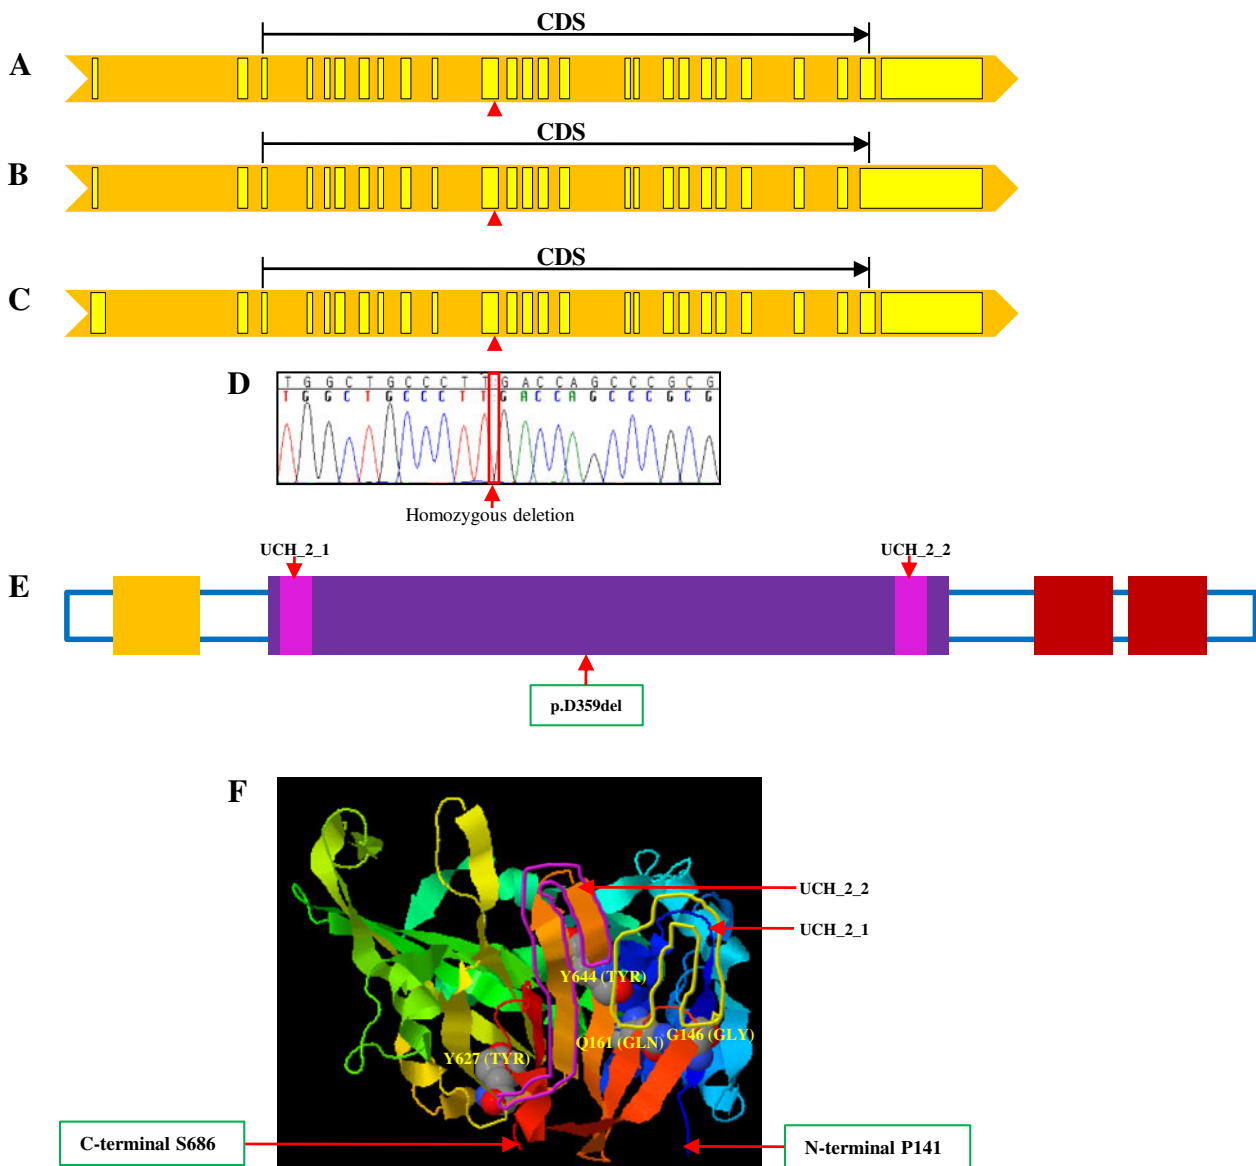 CDS
A
CDS
B
CDS
C
D
T G G C T G C C C T T G A C C A G C C C G C G
T G G C T G C C C T T G A C C A G C C C G C G
Homozygous deletion
UCH_2_1
UCH_2_2
E
p.D359del
F
UCH_2_2
UCH_2_1
Y644 (TYR)
Q161 (GLN)
G146 (GLY)
Y627 (TYR)
C-terminal S686
N-terminal P141